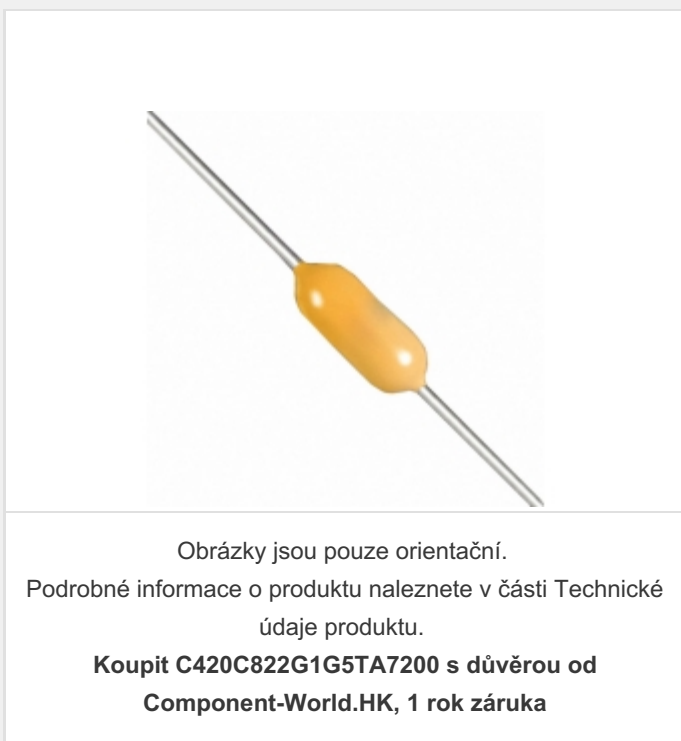 Obrázky jsou pouze orientační.
Podrobné informace o produktu naleznete v části Technické
údaje produktu.
Koupit C420C822G1G5TA7200 s důvěrou od
Component-World.HK, 1 rok záruka